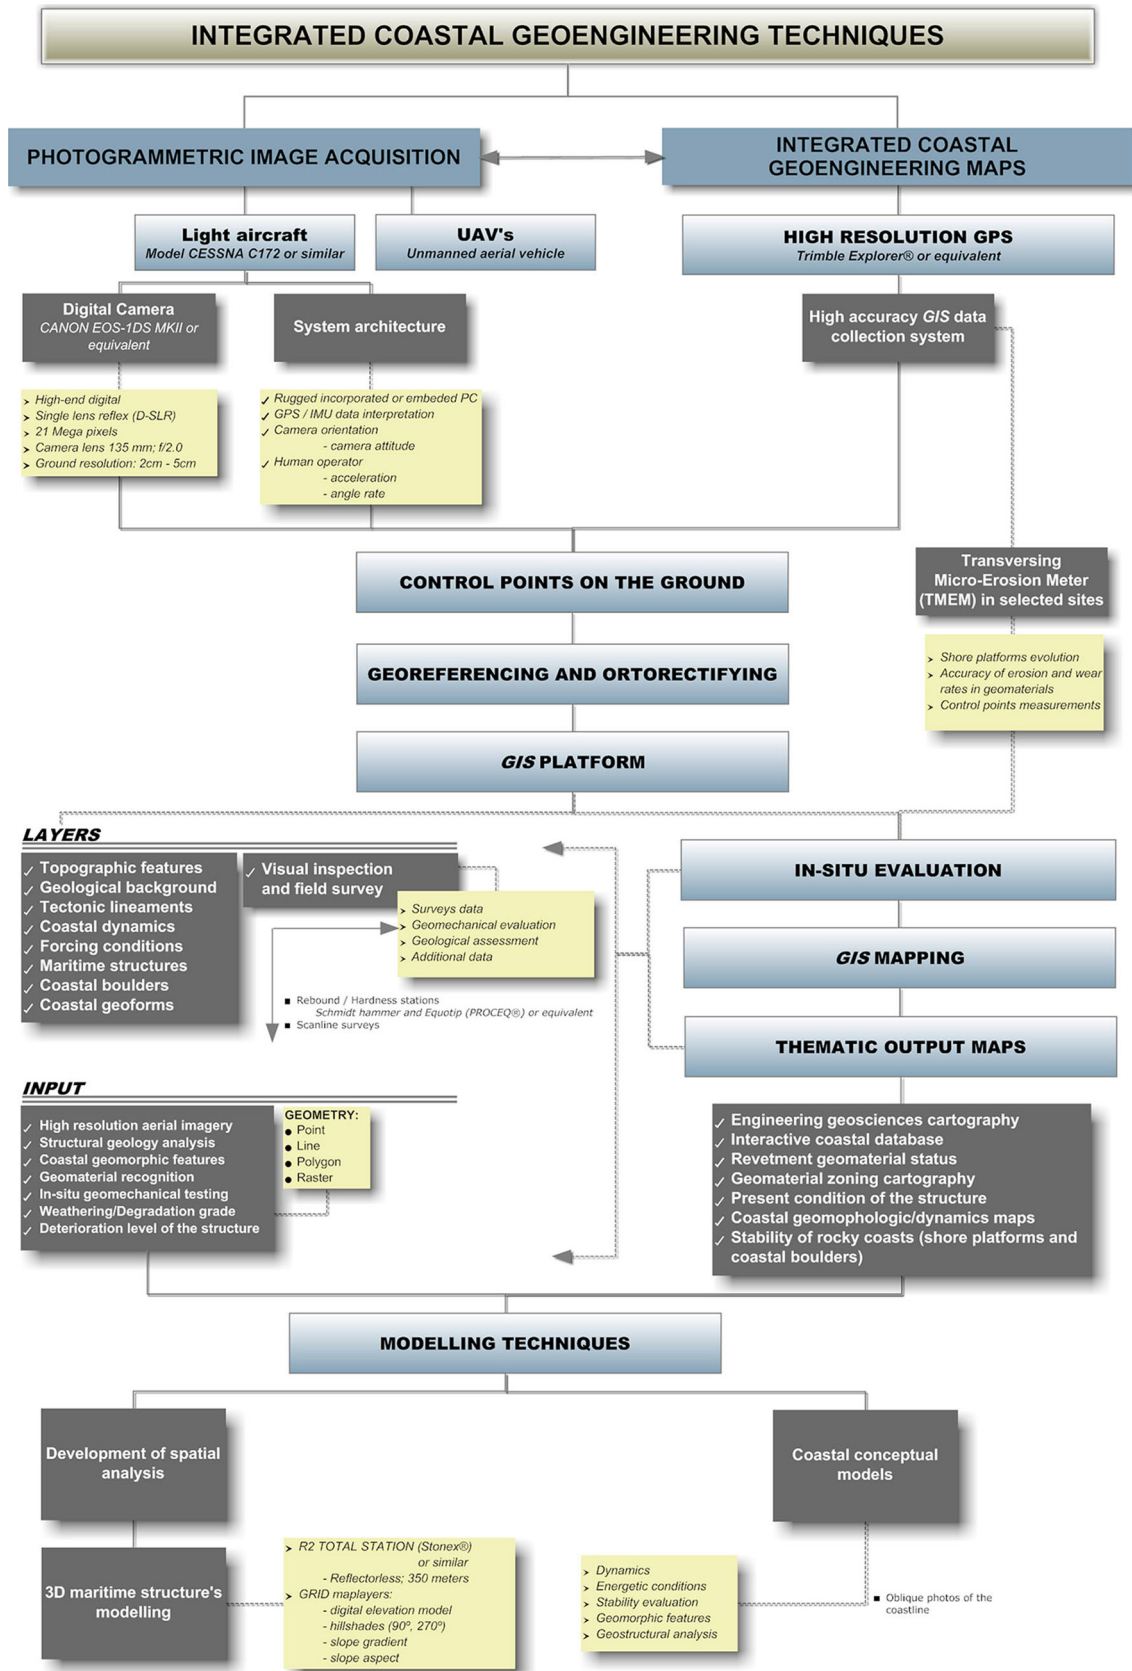 INTEGRATED COASTAL GEOENGINEERING TECHNIQUES
PHOTOGRAMMETRIC IMAGE ACQUISITION
INTEGRATED COASTAL
GEOENGINEERING MAPS
Light aircraft
Model CESSNA C172 or similar
UAV's
Unmanned aerial vehicle
HIGH RESOLUTION GPS
Trimble Explorer® or equivalent
Digital Camera
CANON EOS-1DS MKII or
equivalent
System architecture
High accuracy GIS data
collection system
High-end digital
Single lens reflex (D-SLR)
21 Mega pixels
Camera lens 135 mm; f/2.0
Ground resolution: 2cm - 5cm
✓ Rugged incorporated or embeded PC
✓ GPS / IMU data interpretation
✓ Camera orientation
- camera attitude
✓ Human operator
- acceleration
- angle rate
CONTROL POINTS ON THE GROUND
Transversing
Micro-Erosion Meter
(TMEM) in selected sites
GEOREFERENCING AND ORTORECTIFYING
Shore platforms evolution
Accuracy of erosion and wear
rates in geomaterials
Control points measurements
GIS PLATFORM
LAYERS
✓ Topographic features
✓ Geological background
✓ Tectonic lineaments
✓ Coastal dynamics
✓ Forcing conditions
✓ Maritime structures
✓ Coastal boulders
✓ Coastal geoforms
✓ Visual inspection
and field survey
Surveys data
Geomechanical evaluation
Geological assessment
Additional data
■ Rebound / Hardness stations
Schmidt hammer and Equotip (PROCEQ®) or equivalent
■ Scanline surveys
IN-SITU EVALUATION
GIS MAPPING
THEMATIC OUTPUT MAPS
INPUT
✓ High resolution aerial imagery
✓ Structural geology analysis
✓ Coastal geomorphic features
✓ Geomaterial recognition
✓ In-situ geomechanical testing
✓ Weathering/Degradation grade
✓ Deterioration level of the structure
GEOMETRY:
● Point
● Line
● Polygon
● Raster
✓ Engineering geosciences cartography
✓ Interactive coastal database
✓ Revetment geomaterial status
✓ Geomaterial zoning cartography
✓ Present condition of the structure
✓ Coastal geomophologic/dynamics maps
✓ Stability of rocky coasts (shore platforms and
coastal boulders)
MODELLING TECHNIQUES
Development of spatial
analysis
Coastal conceptual
models
3D maritime structure's
modelling
R2 TOTAL STATION (Stonex®)
or similar
- Reflectorless; 350 meters
GRID maplayers:
- digital elevation model
- hillshades (90º, 270º)
- slope gradient
- slope aspect
Dynamics
Energetic conditions
Stability evaluation
Geomorphic features
Geostructural analysis
■ Oblique photos of the
coastline